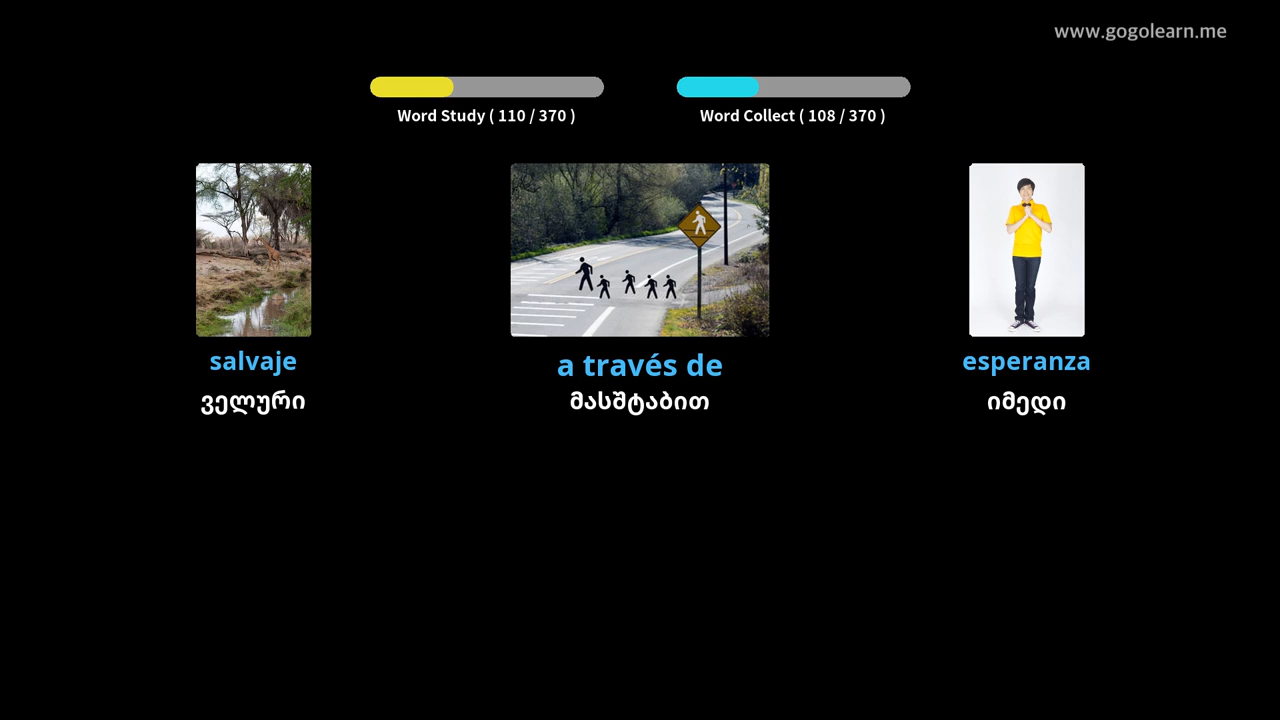 www.gogolearn.me
Word Study ( 110 / 370 )
Word Collect ( 108 / 370 )
salvaje
ველური
a través de
მასშტაბით
esperanza
იმედი